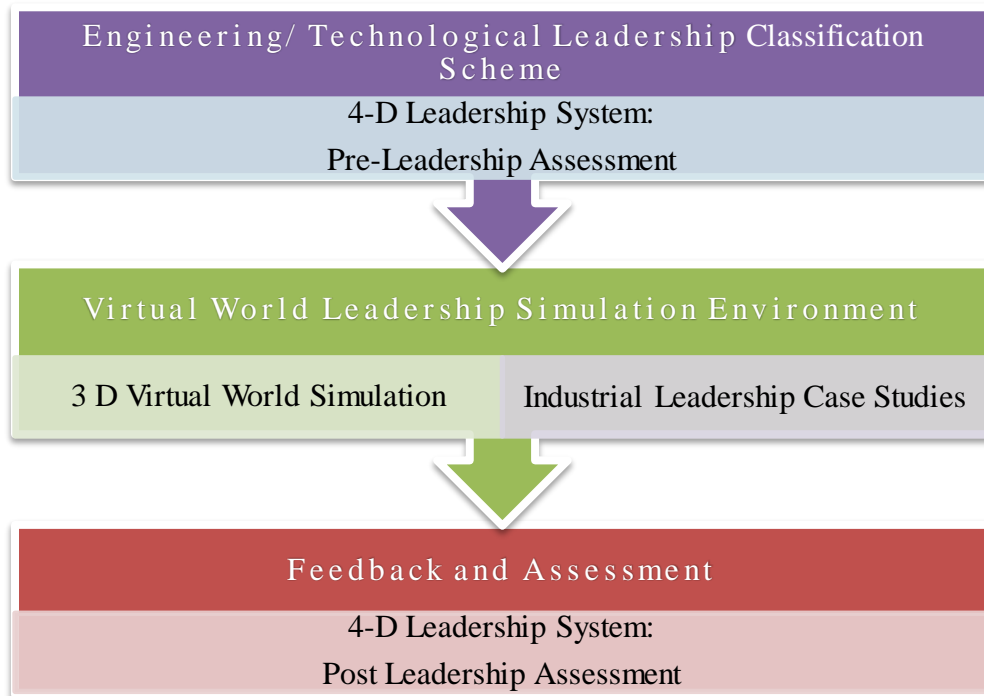 Engineering/ Technological Leadership Classification
Scheme
4-D Leadership System:
Pre-Leadership Assessment
Virtual World Leadership Simulation Environment
3 D Virtual World Simulation
Industrial Leadership Case Studies
Feedback and Assessment
4-D Leadership System:
Post Leadership Assessment